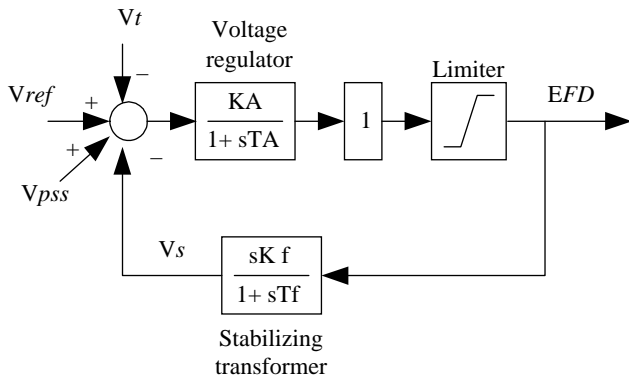 Vt
Voltage
regulator
−
Limiter
Vref
+
KA
1+ sTA
1
EFD
+
−
Vpss
Vs
sK f
1+ sTf
Stabilizing
transformer